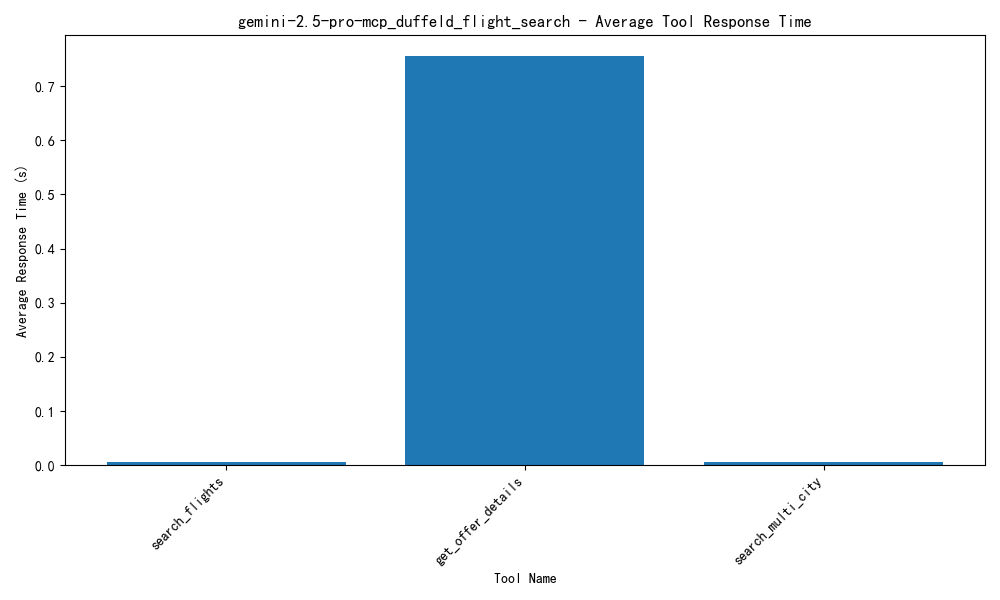 gemini-2.5-pro-mcp_duffeld_flight_search - Average Tool Response Time
Average Response Time (s)
0.7
0.6
0.5
0.4
0.3
0.2
0.1
0.0
search_flights
get_offer_details
search_multi_city
Tool Name